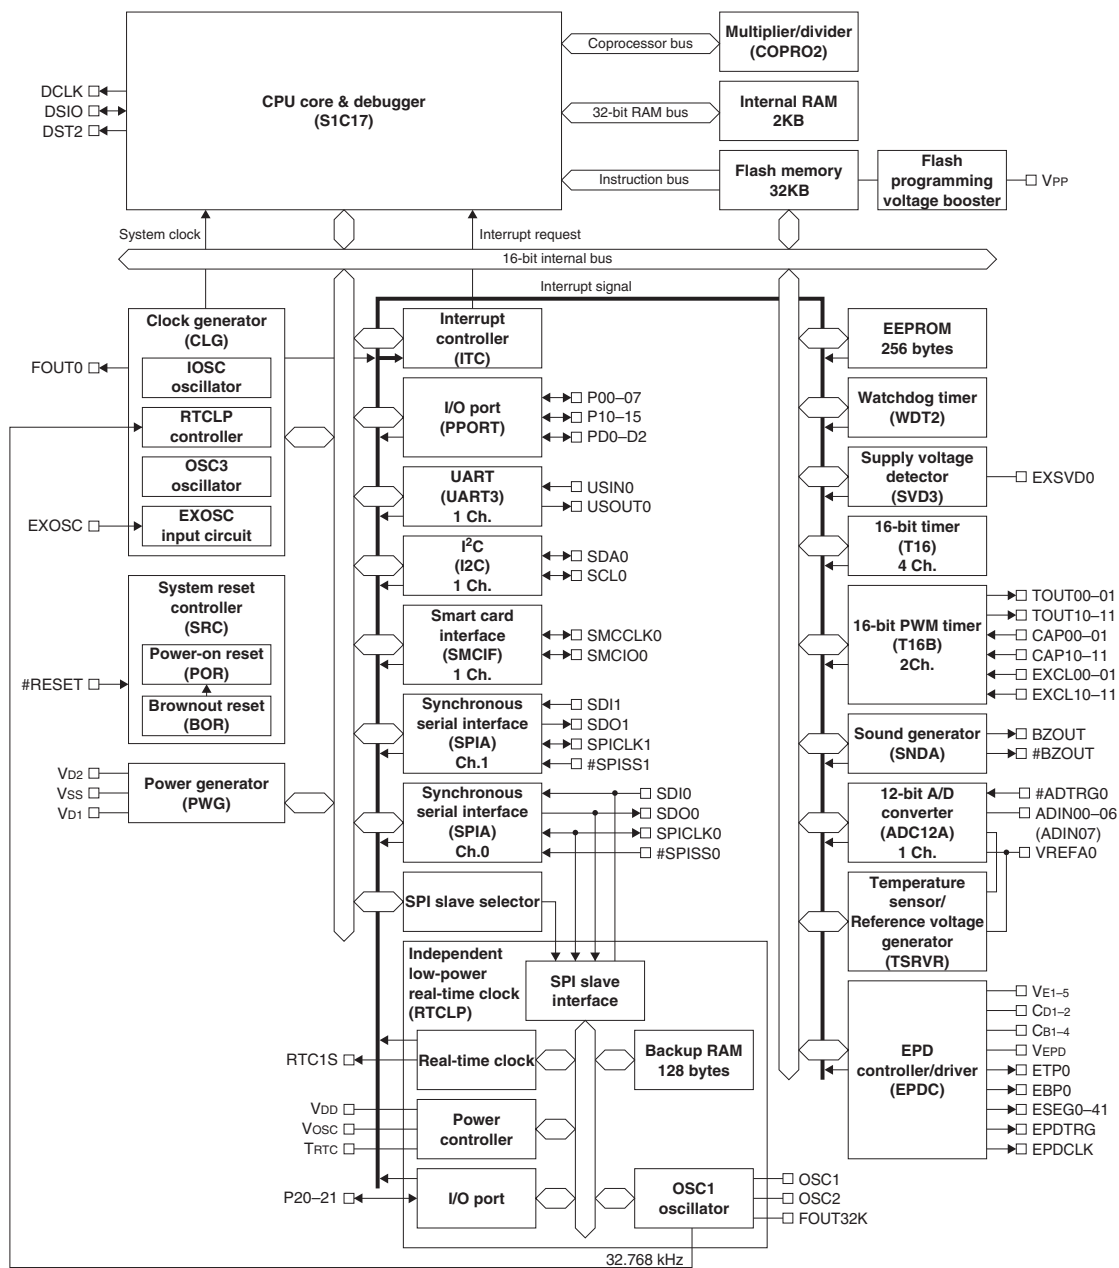 CPU core & debugger
(S1C17)
DCLK
DSIO
DST2
Coprocessor bus
Multiplier/divider
(COPRO2)
32-bit RAM bus
Internal RAM
2KB
Instruction bus
Flash memory
32KB
Flash
programming
voltage booster
VPP
System clock
Interrupt request
16-bit internal bus
Interrupt signal
Clock generator
(CLG)
FOUT0
IOSC
oscillator
RTCLP
controller
OSC3
oscillator
EXOSC
EXOSC
input circuit
System reset
controller
(SRC)
Power-on reset
(POR)
#RESET
Brownout reset
(BOR)
VD2
VSS
VD1
Power generator
(PWG)
Interrupt
controller
(ITC)
I/O port
(PPORT)
P00–07
P10–15
PD0–D2
UART
(UART3)
1 Ch.
USIN0
USOUT0
I2C
(I2C)
1 Ch.
SDA0
SCL0
Smart card
interface
(SMCIF)
1 Ch.
SMCCLK0
SMCIO0
Synchronous
serial interface
(SPIA)
Ch.1
SDI1
SDO1
SPICLK1
#SPISS1
Synchronous
serial interface
(SPIA)
Ch.0
SDI0
SDO0
SPICLK0
#SPISS0
SPI slave selector
Independent
low-power
real-time clock
(RTCLP)
SPI slave
interface
RTC1S
Real-time clock
Backup RAM
128 bytes
VDD
VOSC
TRTC
Power
controller
P20–21
I/O port
OSC1
oscillator
OSC1
OSC2
FOUT32K
32.768 kHz
EEPROM
256 bytes
Watchdog timer
(WDT2)
Supply voltage
detector
(SVD3)
EXSVD0
16-bit timer
(T16)
4 Ch.
16-bit PWM timer
(T16B)
2Ch.
TOUT00–01
TOUT10–11
CAP00–01
CAP10–11
EXCL00–01
EXCL10–11
Sound generator
(SNDA)
BZOUT
#BZOUT
12-bit A/D
converter
(ADC12A)
1 Ch.
#ADTRG0
ADIN00–06
(ADIN07)
VREFA0
Temperature
sensor/
Reference voltage
generator
(TSRVR)
EPD
controller/driver
(EPDC)
VE1–5
CD1–2
CB1–4
VEPD
ETP0
EBP0
ESEG0–41
EPDTRG
EPDCLK